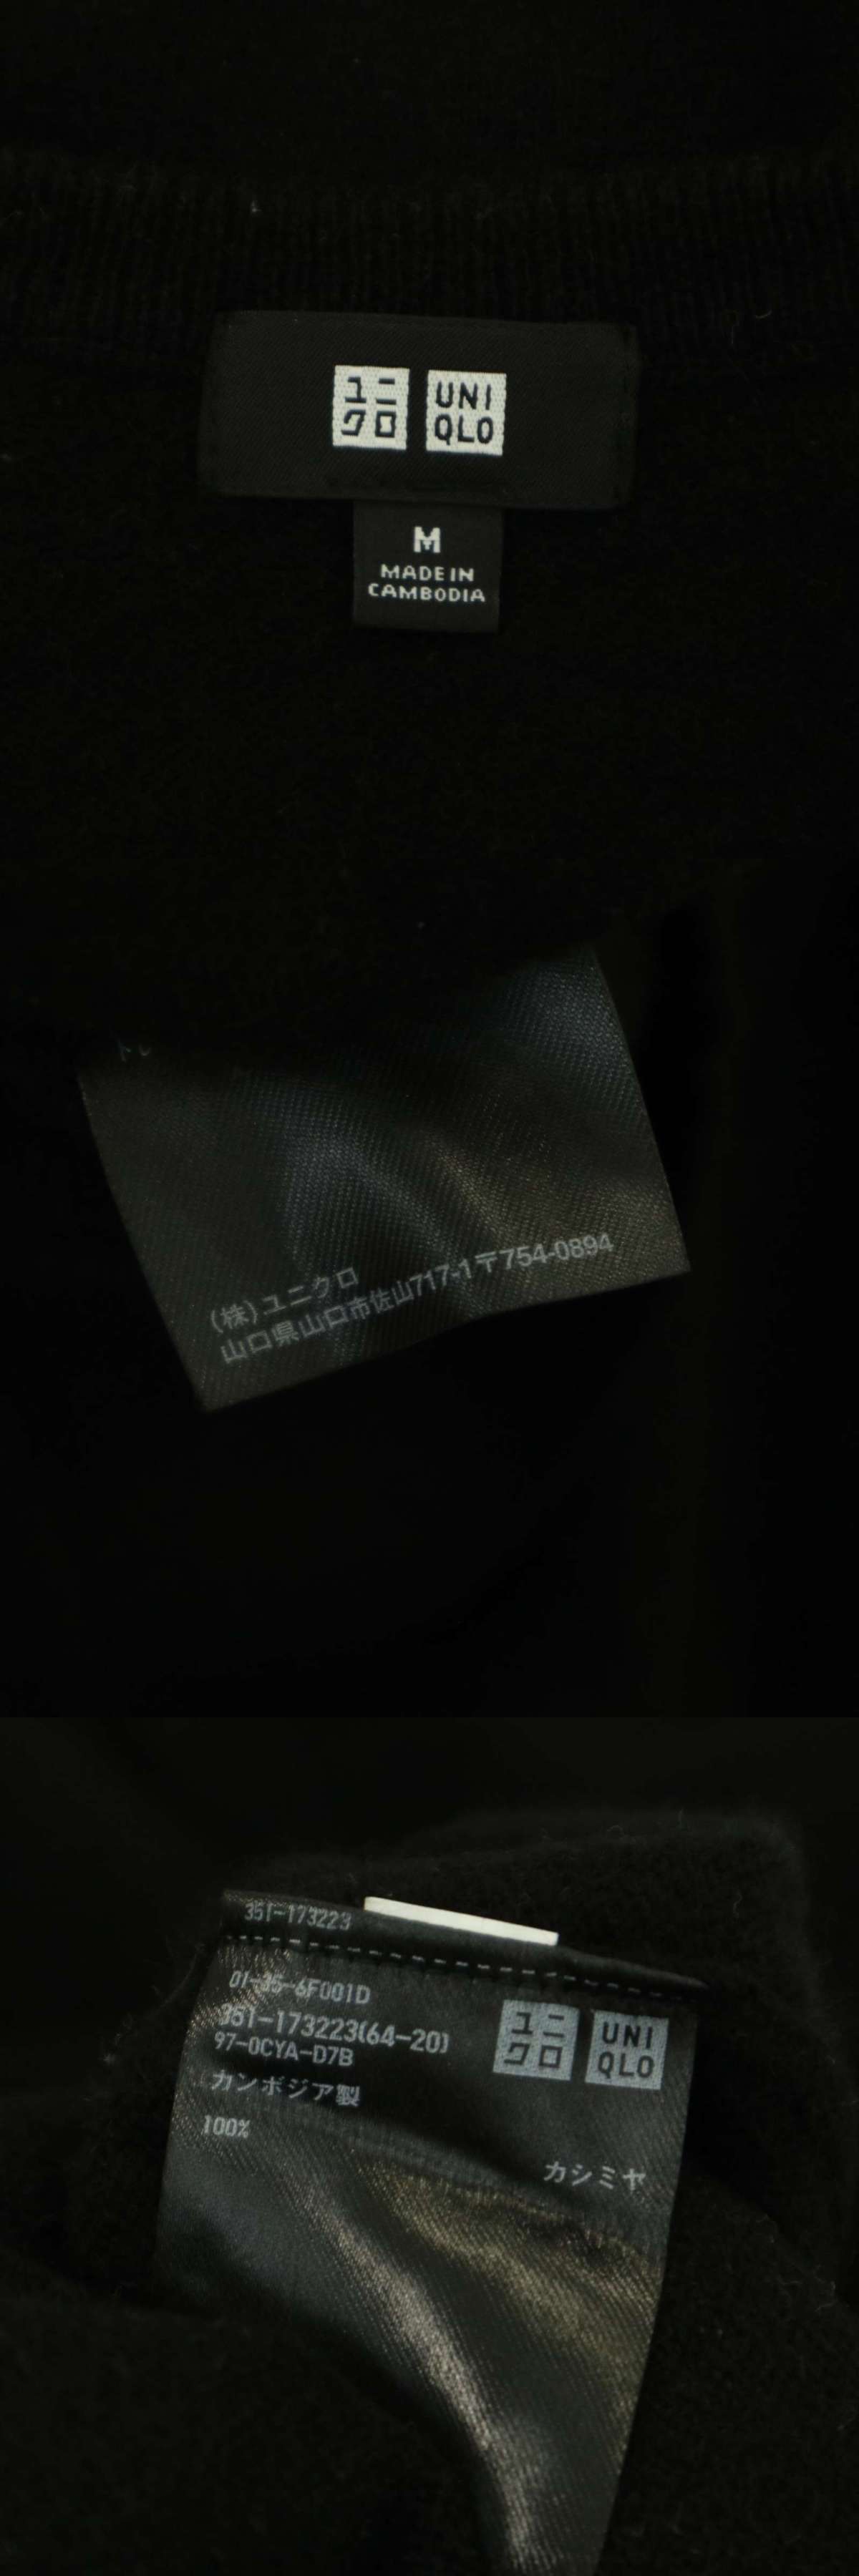 ユニ
クロ
UNI
QLO
M
MADE IN
CAMBODIA
(株)ユニクロ
山口県山口市佐山717-1〒754-0894
351-173223
01-35-6F001D
351-173223(64-20)
97-0CYA-D7B
ユニ
クロ
UNI
QLO
カンボジア製
100%
カシミヤ